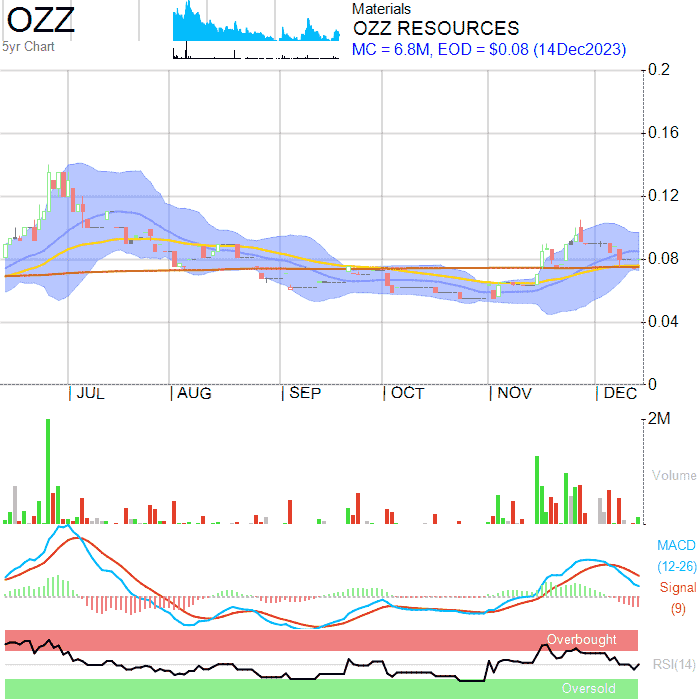 OZZ
5yr Chart
Materials
OZZ RESOURCES
MC = 6.8M, EOD = $0.08 (14Dec2023)
0.2
0.16
0.12
0.08
0.04
0
JUL AUG SEP OCT NOV DEC
2M
Volume
MACD
(12-26)
Signal
(9)
Overbought
RSI(14)
Oversold